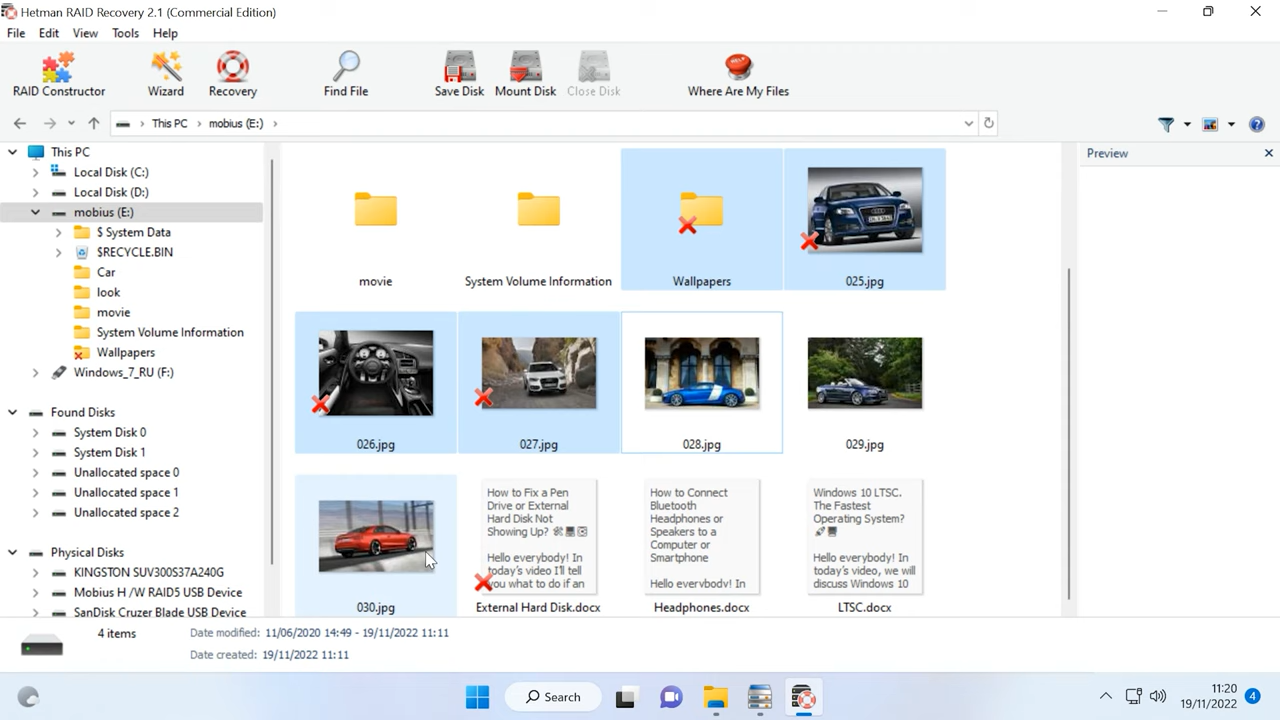 Hetman RAID Recovery 2.1 (Commercial Edition)
File Edit View Tools Help
RAID Constructor Wizard Recovery Find File Save Disk Mount Disk Close Disk Where Are My Files
This PC mobius (E:)
This PC
Local Disk (C:)
Local Disk (D:)
mobius (E:)
$ System Data
$RECYCLE.BIN
Car
look
movie
System Volume Information
Wallpapers
Windows_7_RU (F:)
Found Disks
System Disk 0
System Disk 1
Unallocated space 0
Unallocated space 1
Unallocated space 2
Physical Disks
KINGSTON SUV300S37A240G
Mobius H /W RAID5 USB Device
SanDisk Cruzer Blade USB Device
movie System Volume Information Wallpapers 025.jpg
026.jpg 027.jpg 028.jpg 029.jpg
How to Fix a Pen
Drive or External
Hard Disk Not
Showing Up?
Hello everybody! In
today's video I'll tell
you what to do if an
How to Connect
Bluetooth
Headphones or
Speakers to a
Computer or
Smartphone
Hello everybody! In
Windows 10 LTSC.
The Fastest
Operating System?
Hello everybody! In
today's video, we will
discuss Windows 10
030.jpg External Hard Disk.docx Headphones.docx LTSC.docx
Preview
4 items
Date modified: 11/06/2020 14:49 - 19/11/2022 11:11
Date created: 19/11/2022 11:11
Search
11:20
19/11/2022
4